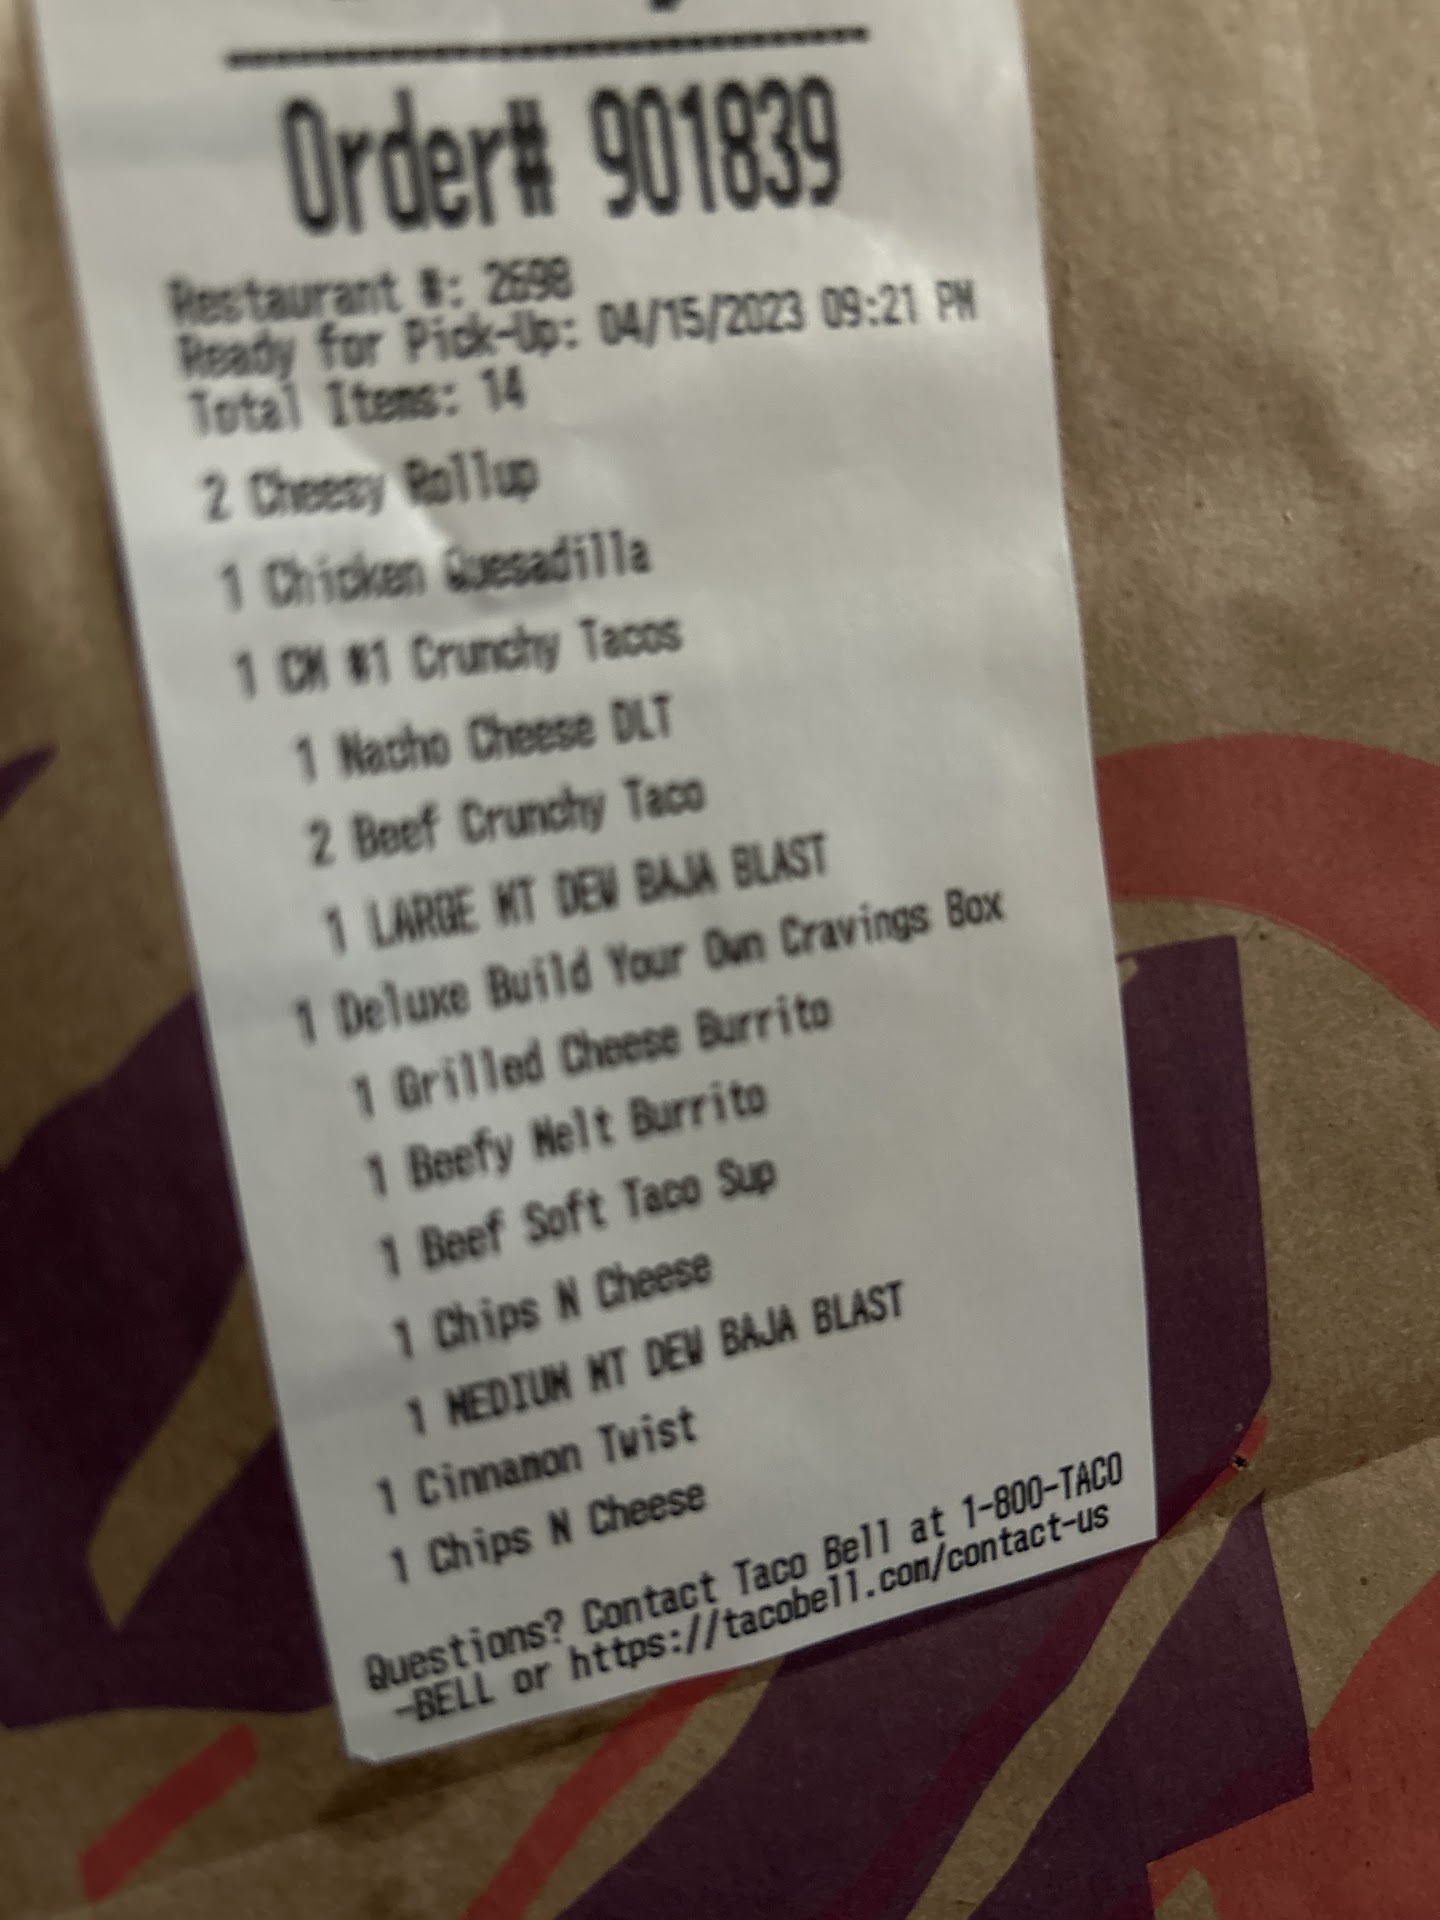 Order# 901839
Restaurant #: 2698
Ready for Pick-Up: 04/15/2023 09:21 PM
Total Items: 14
2 Cheesy Rollup
1 Chicken Quesadilla
1 CM #1 Crunchy Tacos
1 Nacho Cheese DLT
2 Beef Crunchy Taco
1 LARGE MT DEW BAJA BLAST
1 Deluxe Build Your Own Cravings Box
1 Grilled Cheese Burrito
1 Beefy Melt Burrito
1 Beef Soft Taco Sup
1 Chips N Cheese
1 MEDIUM MT DEW BAJA BLAST
1 Cinnamon Twist
1 Chips N Cheese
Questions? Contact Taco Bell at 1-800-TACO
-BELL or https://tacobell.com/contact-us